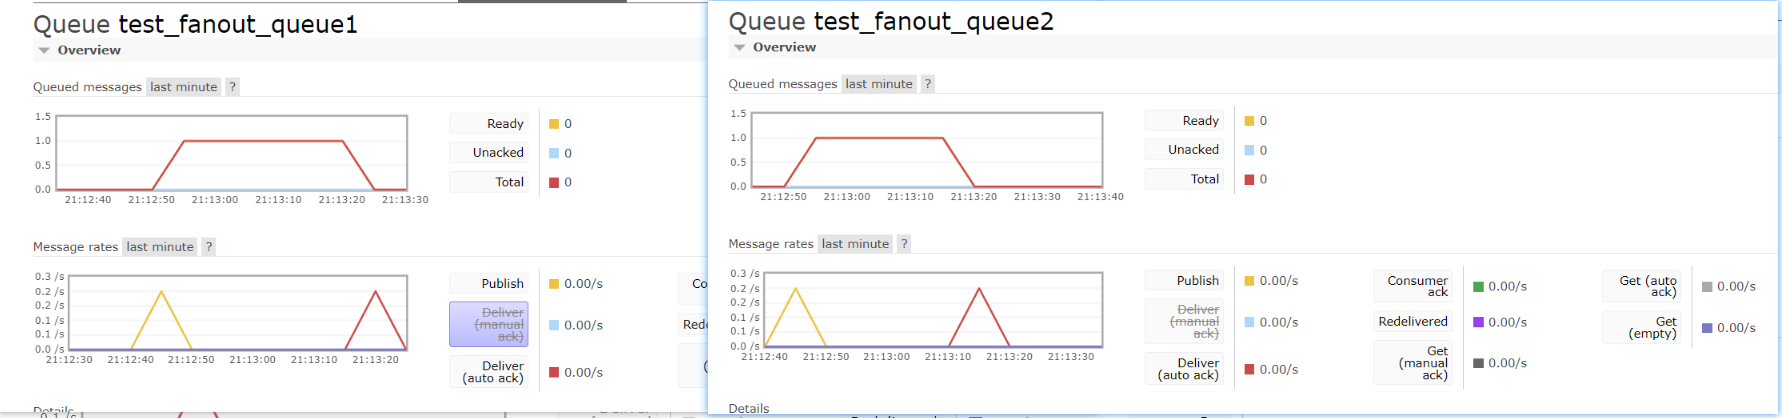 Queue test_fanout_queue1
Overview
Queued messages last minute ?
1.5
1.0
0.5
0.0
21:12:40 21:12:50 21:13:00 21:13:10 21:13:20 21:13:30
Ready 0
Unacked 0
Total 0
Message rates last minute ?
0.3 /s
0.2 /s
0.2 /s
0.1 /s
0.1 /s
0.0 /s
21:12:30 21:12:40 21:12:50 21:13:00 21:13:10 21:13:20
Publish 0.00/s
Deliver
(manual
ack)
0.00/s
Deliver
(auto ack)
0.00/s
Co
Rede
(
Details
0.1 /s
Queue test_fanout_queue2
Overview
Queued messages last minute ?
1.5
1.0
0.5
0.0
21:12:50 21:13:00 21:13:10 21:13:20 21:13:30 21:13:40
Ready 0
Unacked 0
Total 0
Message rates last minute ?
0.3 /s
0.2 /s
0.2 /s
0.1 /s
0.1 /s
0.0 /s
21:12:40 21:12:50 21:13:00 21:13:10 21:13:20 21:13:30
Publish 0.00/s
Deliver
(manual
ack)
0.00/s
Deliver
(auto ack)
0.00/s
Consumer
ack
0.00/s
Redelivered 0.00/s
Get
(manual
ack)
0.00/s
Get (auto
ack)
0.00/s
Get
(empty)
0.00/s
Details